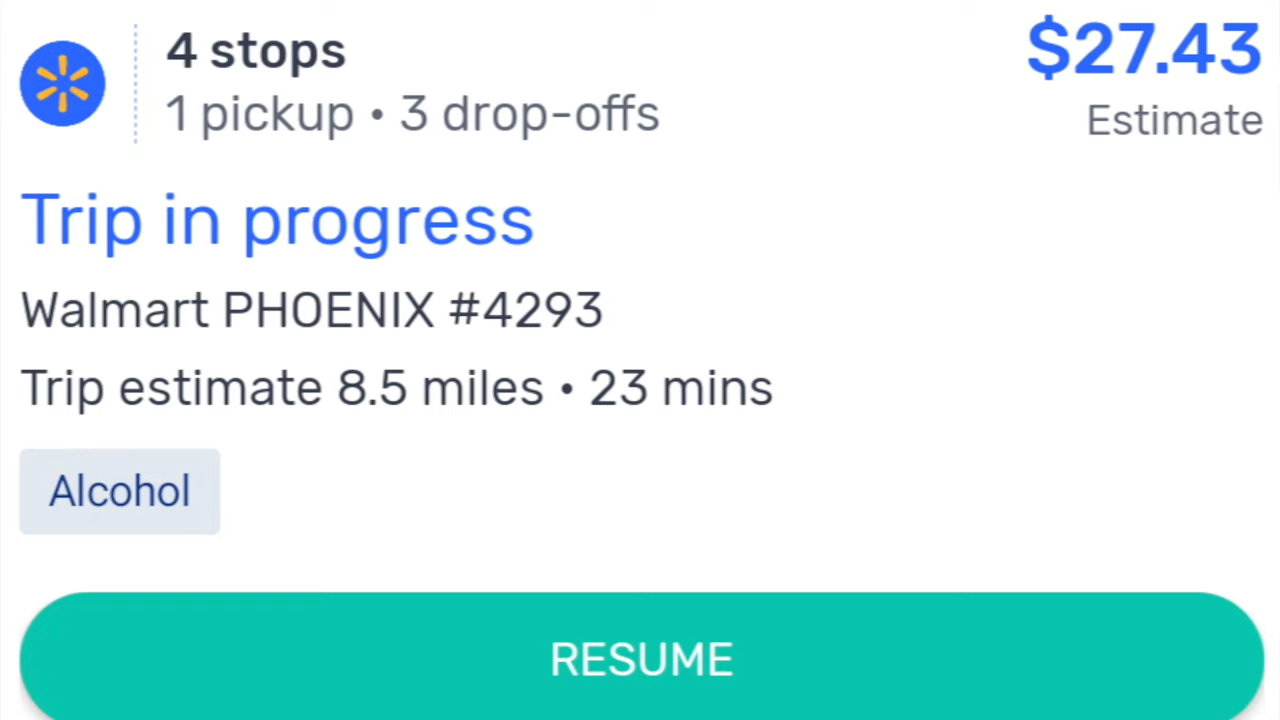 4 stops
$27.43
1 pickup • 3 drop-offs
Estimate
Trip in progress
Walmart PHOENIX #4293
Trip estimate 8.5 miles • 23 mins
Alcohol
RESUME